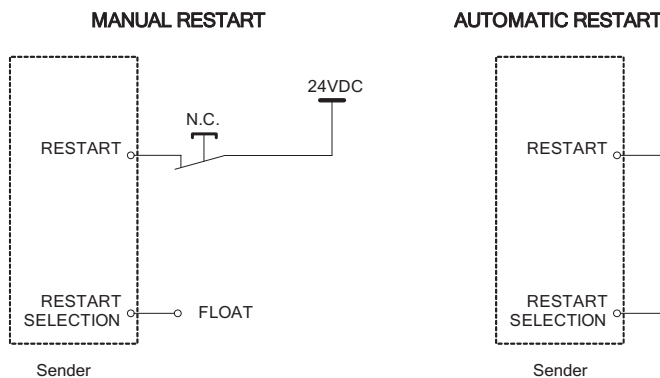 MANUAL RESTART
24VDC
N.C.
RESTART
RESTART
SELECTION
FLOAT
Sender
AUTOMATIC RESTART
RESTART
RESTART
SELECTION
Sender